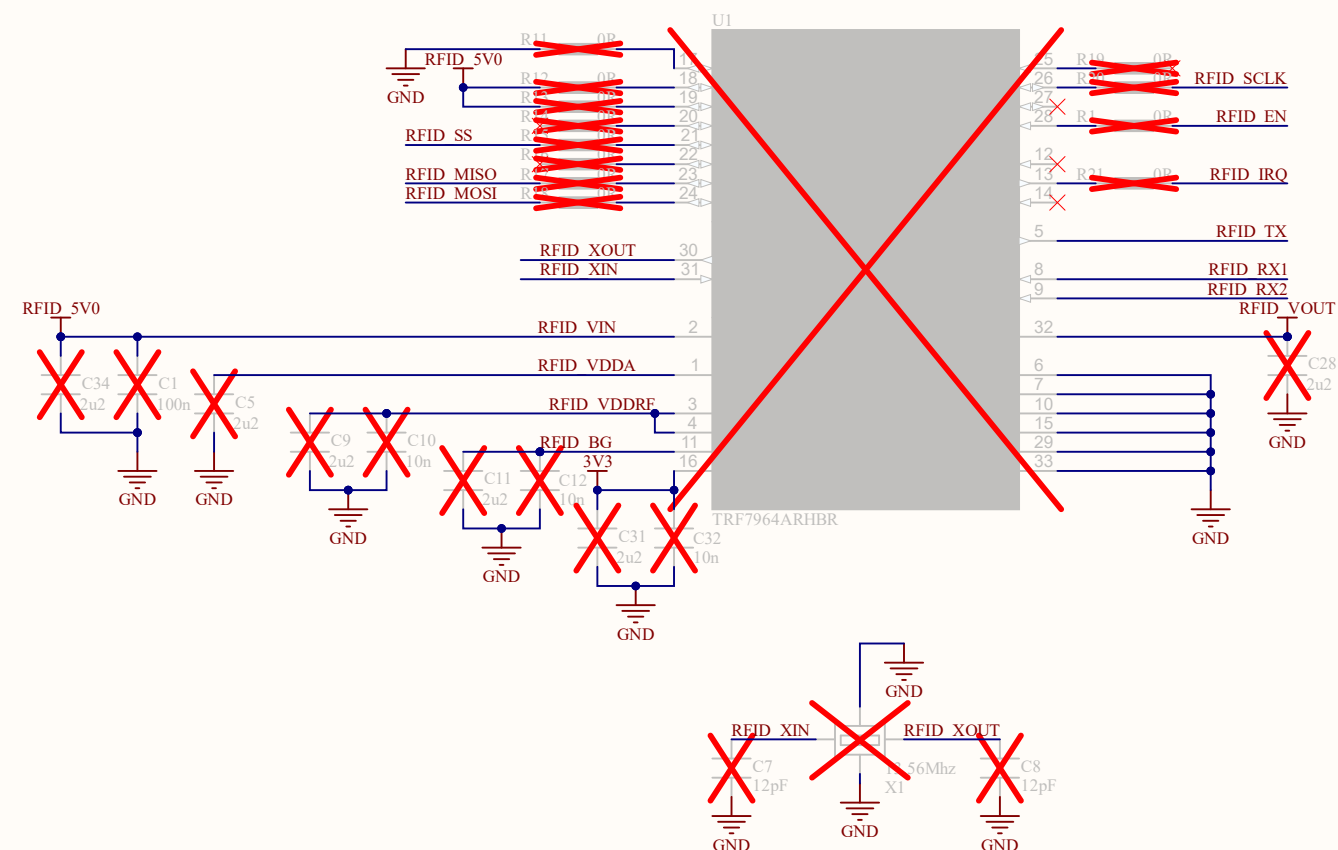 U1
R11 0R
RFID_5V0
GND
R12 0R
RFID_SS
RFID_MISO
RFID_MOSI
17
18
19
20
21
22
23
24
RFID_XOUT 30
RFID_XIN 31
RFID_5V0
RFID_VIN 2
RFID_VDDA 1
RFID_VDDRF 3
4
RFID_BG 11
3V3 16
C34
2u2
C1
100n
C5
2u2
C9
2u2
C10
10n
C11
2u2
C12
10n
C31
2u2
C32
10n
GND
GND
GND
GND
GND
TRF7964ARHBR
25 R19 0R
26 RFID_SCLK
27
28 0R RFID_EN
12
13 R21 0R RFID_IRQ
14
5 RFID_TX
8 RFID_RX1
9 RFID_RX2
RFID_VOUT
32
6
7
10
15
29
33
C28
2u2
GND
GND
GND
RFID_XIN
RFID_XOUT
C7
12pF
X1
C8
12pF
GND
GND
GND